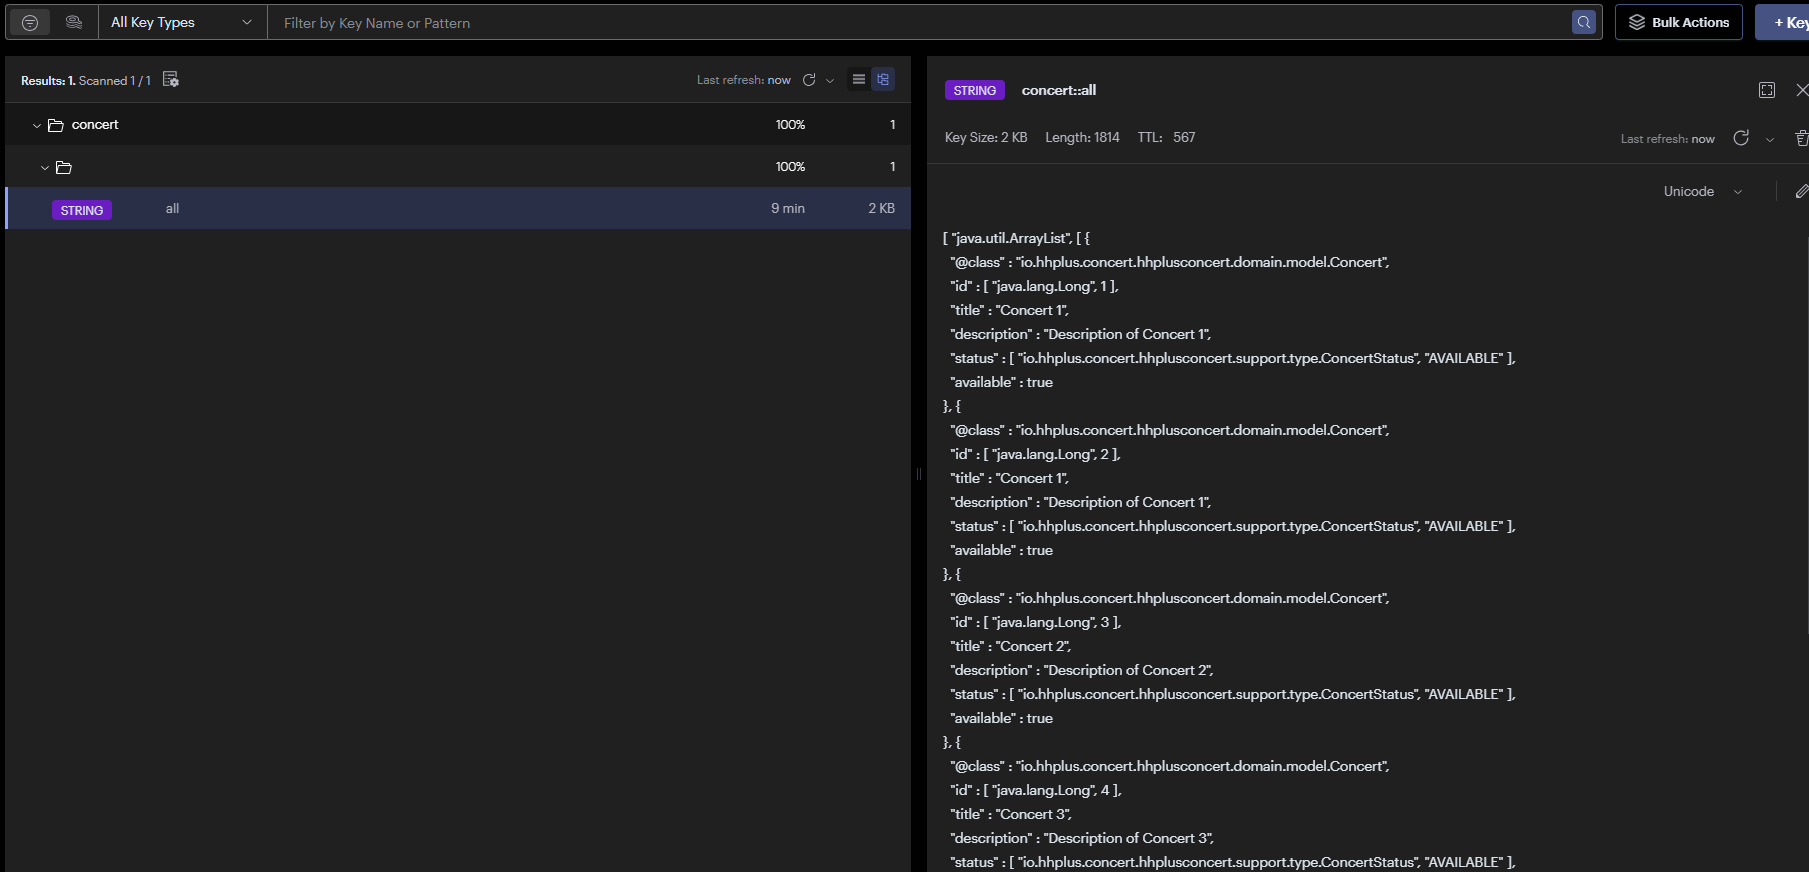 All Key Types
Filter by Key Name or Pattern
Bulk Actions
+ Key
Results: 1. Scanned 1 / 1
Last refresh: now
concert 100% 1
100% 1
STRING all 9 min 2 KB
STRING concert::all
Key Size: 2 KB Length: 1814 TTL: 567
Last refresh: now
Unicode
[ "java.util.ArrayList", [ {
"@class" : "io.hhplus.concert.hhplusconcert.domain.model.Concert",
"id" : [ "java.lang.Long", 1 ],
"title" : "Concert 1",
"description" : "Description of Concert 1",
"status" : [ "io.hhplus.concert.hhplusconcert.support.type.ConcertStatus", "AVAILABLE" ],
"available" : true
}, {
"@class" : "io.hhplus.concert.hhplusconcert.domain.model.Concert",
"id" : [ "java.lang.Long", 2 ],
"title" : "Concert 1",
"description" : "Description of Concert 1",
"status" : [ "io.hhplus.concert.hhplusconcert.support.type.ConcertStatus", "AVAILABLE" ],
"available" : true
}, {
"@class" : "io.hhplus.concert.hhplusconcert.domain.model.Concert",
"id" : [ "java.lang.Long", 3 ],
"title" : "Concert 2",
"description" : "Description of Concert 2",
"status" : [ "io.hhplus.concert.hhplusconcert.support.type.ConcertStatus", "AVAILABLE" ],
"available" : true
}, {
"@class" : "io.hhplus.concert.hhplusconcert.domain.model.Concert",
"id" : [ "java.lang.Long", 4 ],
"title" : "Concert 3",
"description" : "Description of Concert 3",
"status" : [ "io.hhplus.concert.hhplusconcert.support.type.ConcertStatus", "AVAILABLE" ],